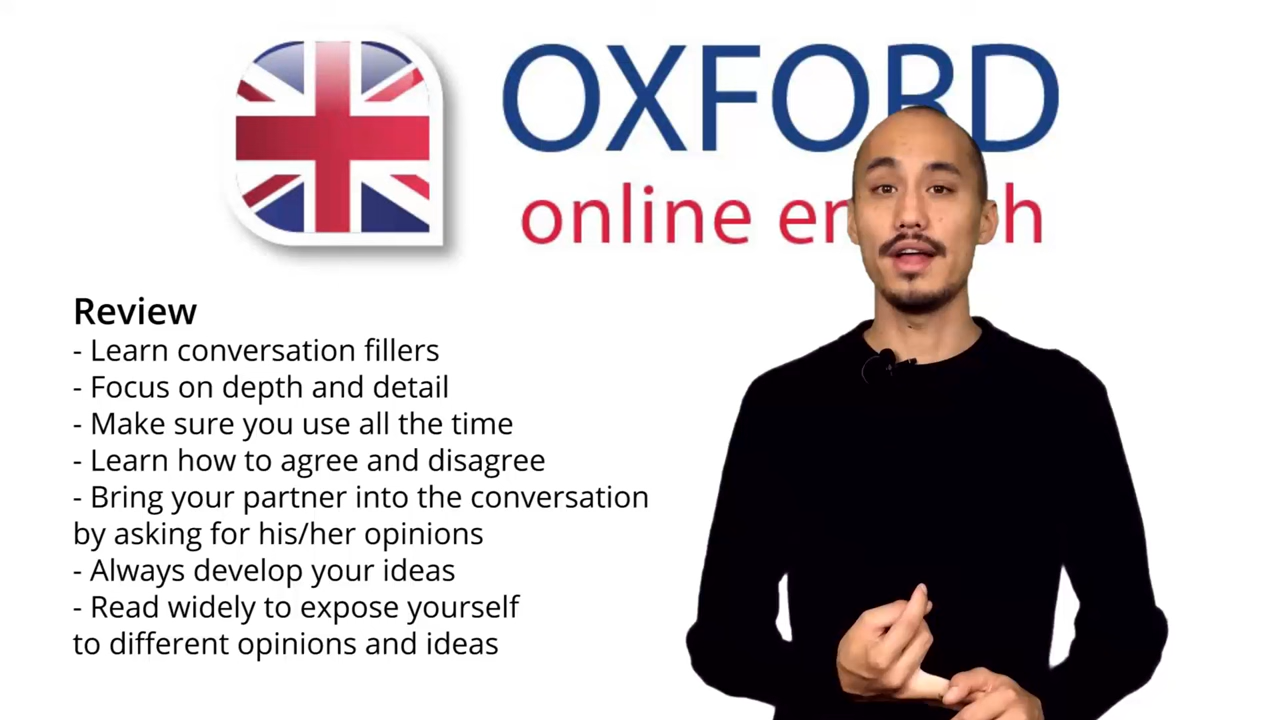 OXFORD
online
Review
- Learn conversation fillers
- Focus on depth and detail
- Make sure you use all the time
- Learn how to agree and disagree
- Bring your partner into the conversation
by asking for his/her opinions
- Always develop your ideas
- Read widely to expose yourself
to different opinions and ideas